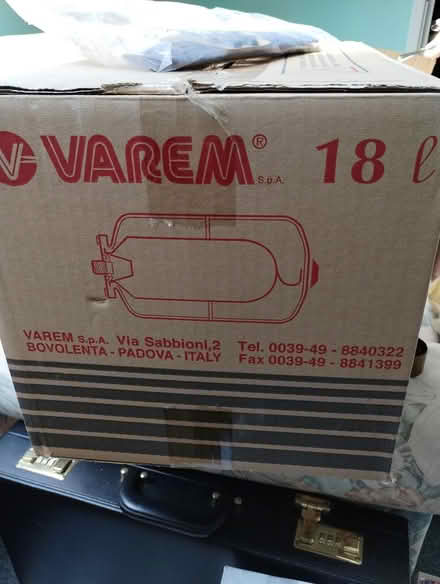 VAREM® S.p.A. 18 ℓ
VAREM S.p.A. Via Sabbioni,2 Tel. 0039-49 - 8840322
BOVOLENTA - PADOVA - ITALY Fax 0039-49 - 8841399